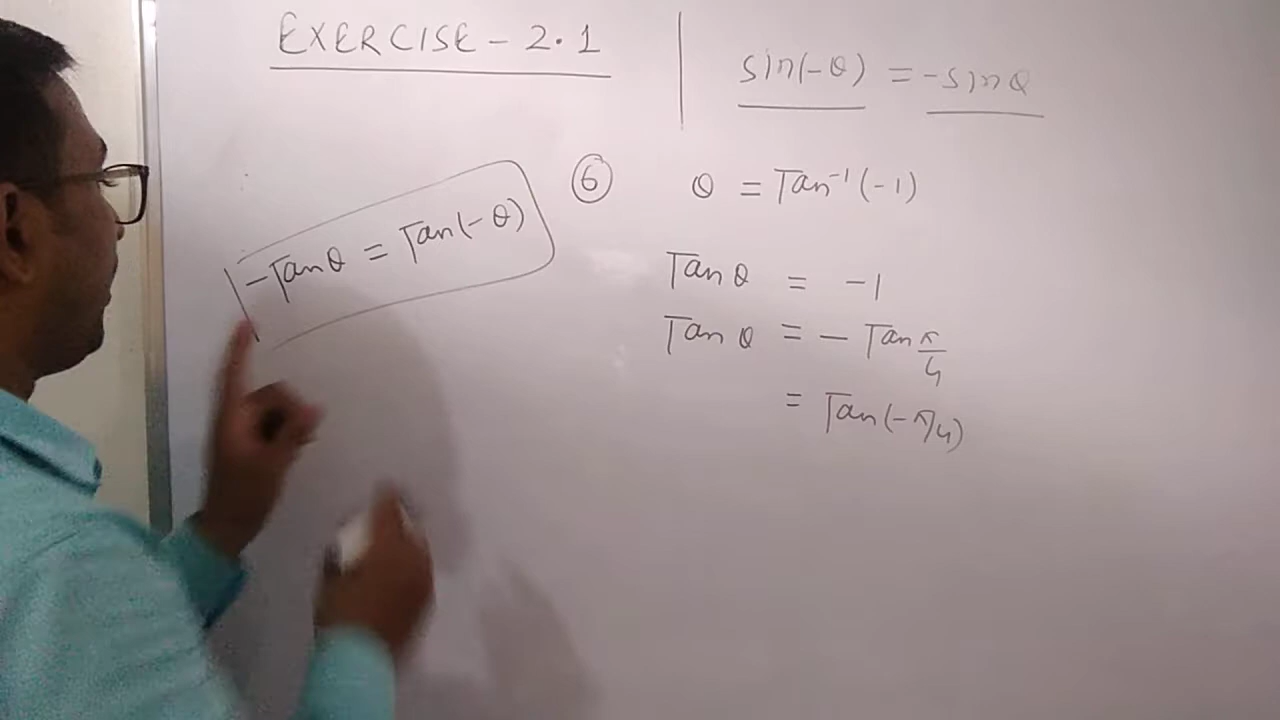 EXERCISE - 2.1
sin(-θ) = -sinθ
-Tanθ = Tan(-θ)
⑥ θ = Tan⁻¹(-1)
Tanθ = -1
Tanθ = - Tan π/4
= Tan(-π/4)